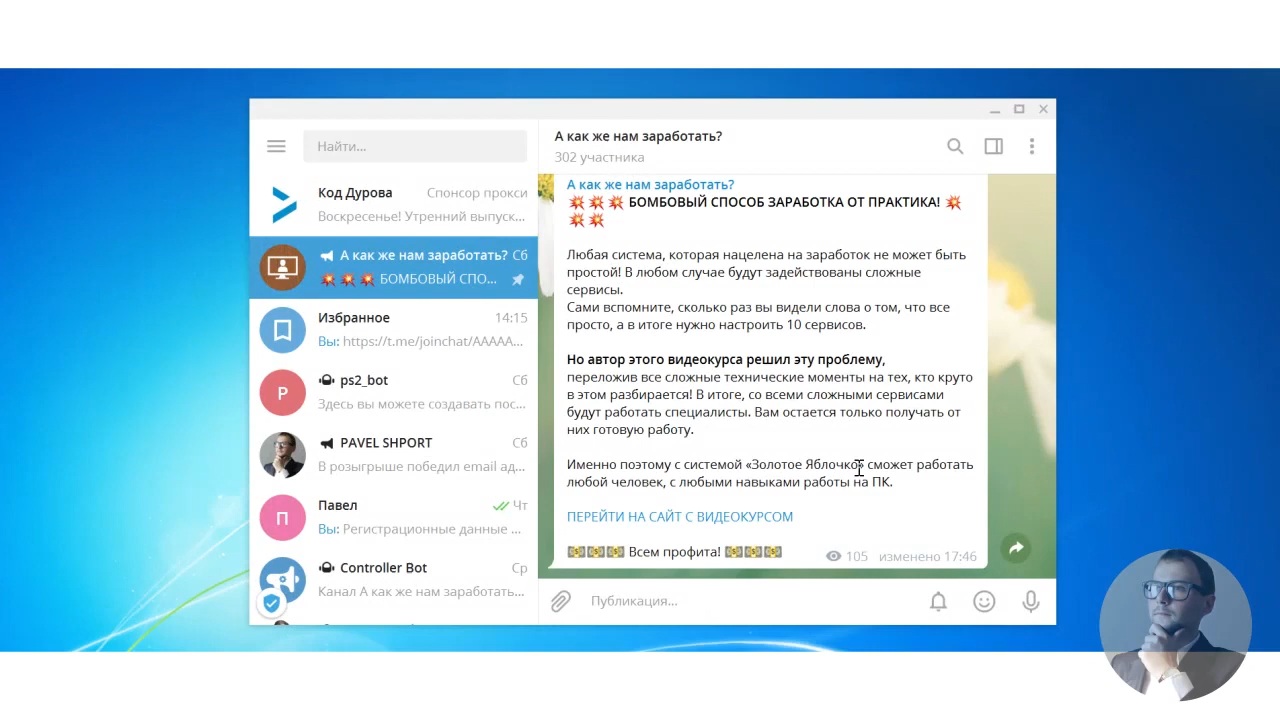 Найти...
Код Дурова Спонсор прокси
Воскресенье! Утренний выпуск...
А как же нам заработать? Сб
💥 💥 💥 БОМБОВЫЙ СПО...
Избранное 14:15
Вы: https://t.me/joinchat/AAAAA...
Р
ps2_bot Сб
Здесь вы можете создавать пос...
PAVEL SHPORT Сб
В розыгрыше победил email ад...
П
Павел Чт
Вы: Регистрационные данные ...
Controller Bot Ср
Канал А как же нам заработать...
А как же нам заработать?
302 участника
А как же нам заработать?
💥 💥 💥 БОМБОВЫЙ СПОСОБ ЗАРАБОТКА ОТ ПРАКТИКА! 💥
💥 💥
Любая система, которая нацелена на заработок не может быть
простой! В любом случае будут задействованы сложные
сервисы.
Сами вспомните, сколько раз вы видели слова о том, что все
просто, а в итоге нужно настроить 10 сервисов.
Но автор этого видеокурса решил эту проблему,
переложив все сложные технические моменты на тех, кто круто
в этом разбирается! В итоге, со всеми сложными сервисами
будут работать специалисты. Вам остается только получать от
них готовую работу.
Именно поэтому с системой «Золотое Яблочко» сможет работать
любой человек, с любыми навыками работы на ПК.
ПЕРЕЙТИ НА САЙТ С ВИДЕОКУРСОМ
💵💵💵 Всем профита! 💵💵💵 105 изменено 17:46
Публикация...